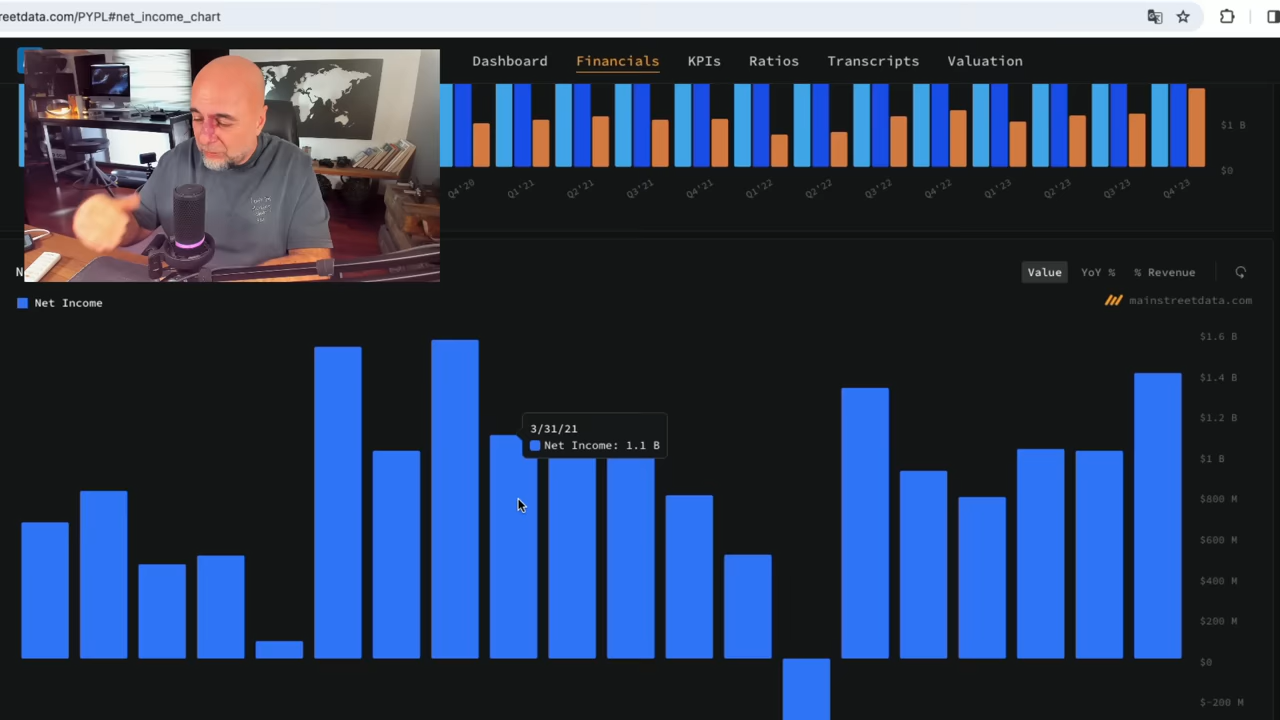 reetdata.com/PYPL#net_income_chart
Dashboard Financials KPIs Ratios Transcripts Valuation
$1 B
$0
Q4'20 Q1'21 Q2'21 Q3'21 Q4'21 Q1'22 Q2'22 Q3'22 Q4'22 Q1'23 Q2'23 Q3'23 Q4'23
Value YoY % % Revenue
Net Income
mainstreetdata.com
$1.6 B
$1.4 B
$1.2 B
3/31/21
Net Income: 1.1 B
$1 B
$800 M
$600 M
$400 M
$200 M
$0
$-200 M